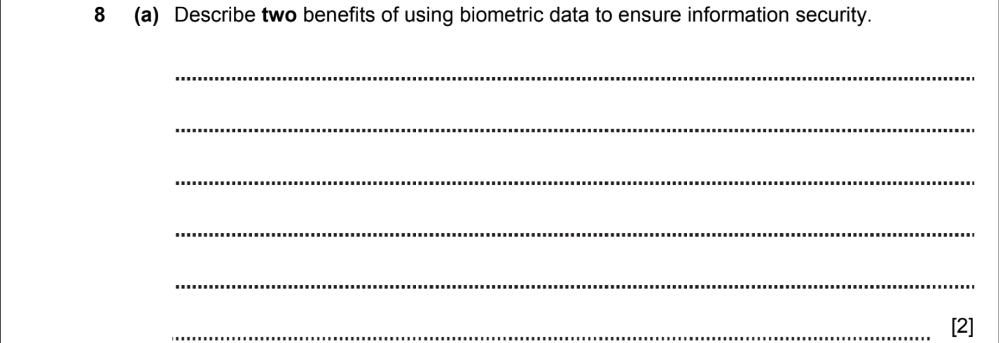 8 (a) Describe two benefits of using biometric data to ensure information security.
[2]